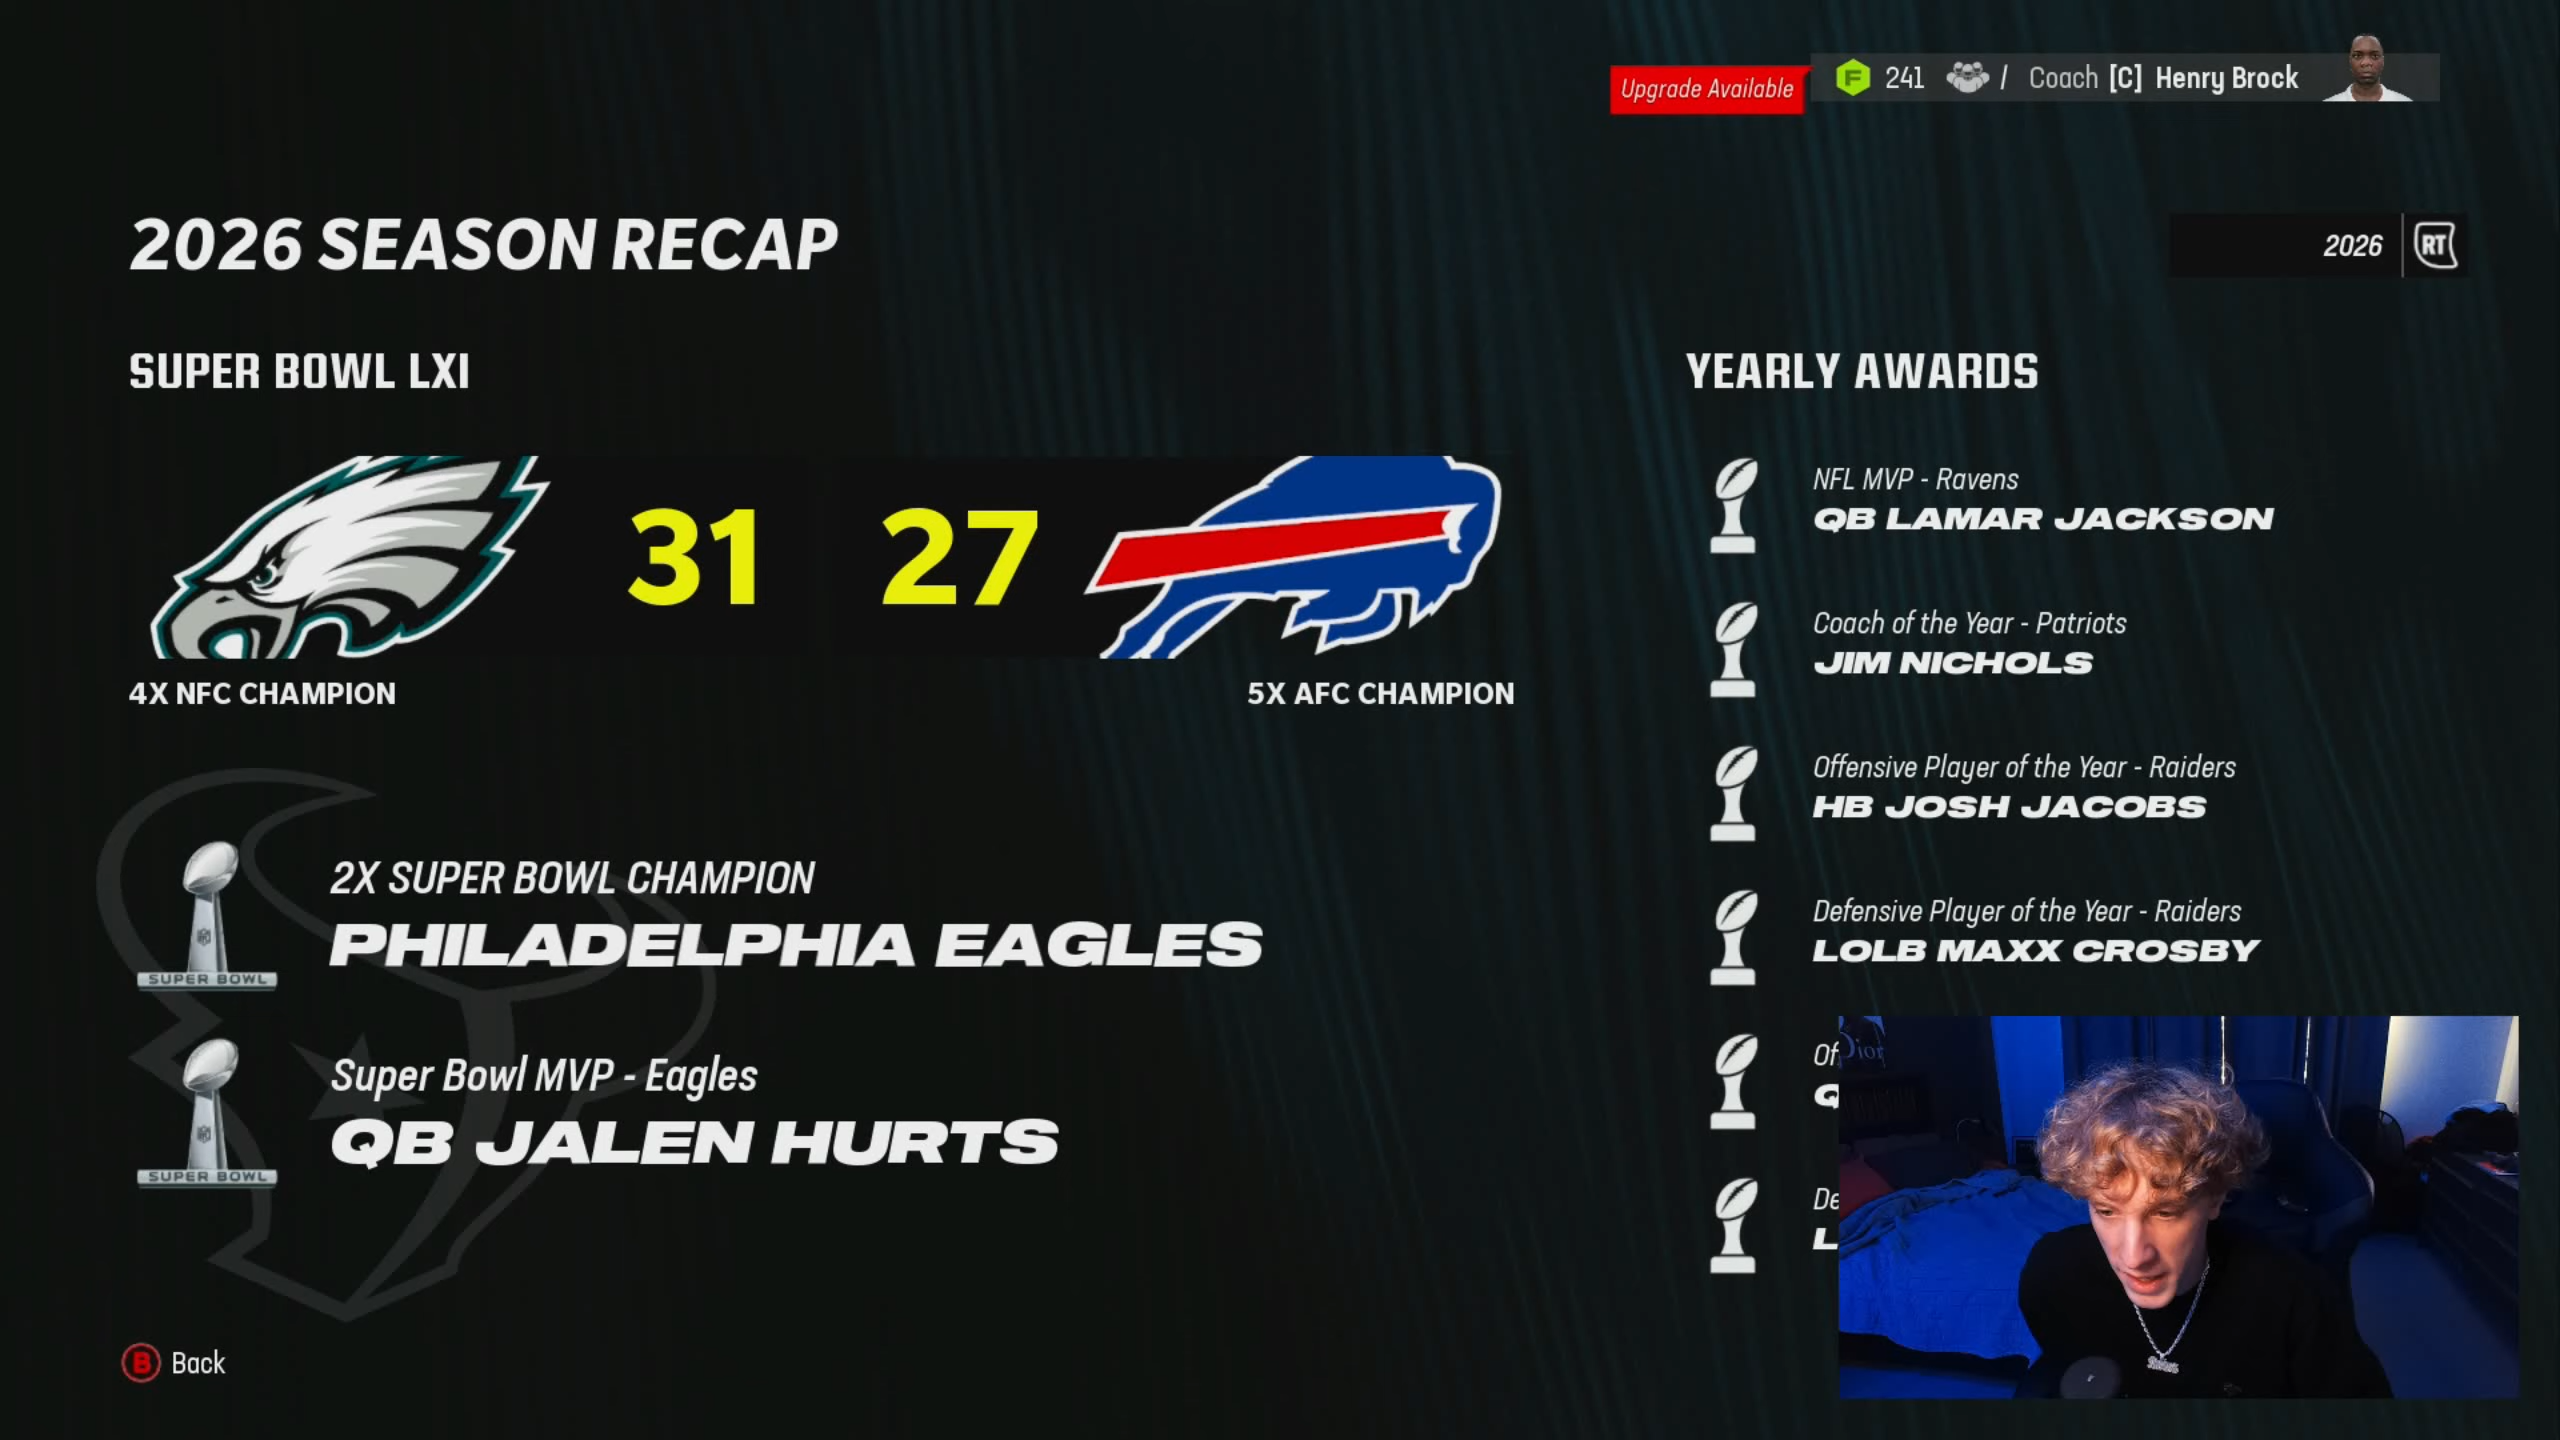 Upgrade Available
241
/ Coach [C] Henry Brock
2026 SEASON RECAP
2026
RT
SUPER BOWL LXI
31 27
4X NFC CHAMPION
5X AFC CHAMPION
SUPER BOWL
2X SUPER BOWL CHAMPION
PHILADELPHIA EAGLES
SUPER BOWL
Super Bowl MVP - Eagles
QB JALEN HURTS
YEARLY AWARDS
NFL MVP - Ravens
QB LAMAR JACKSON
Coach of the Year - Patriots
JIM NICHOLS
Offensive Player of the Year - Raiders
HB JOSH JACOBS
Defensive Player of the Year - Raiders
LOLB MAXX CROSBY
Dior
B Back